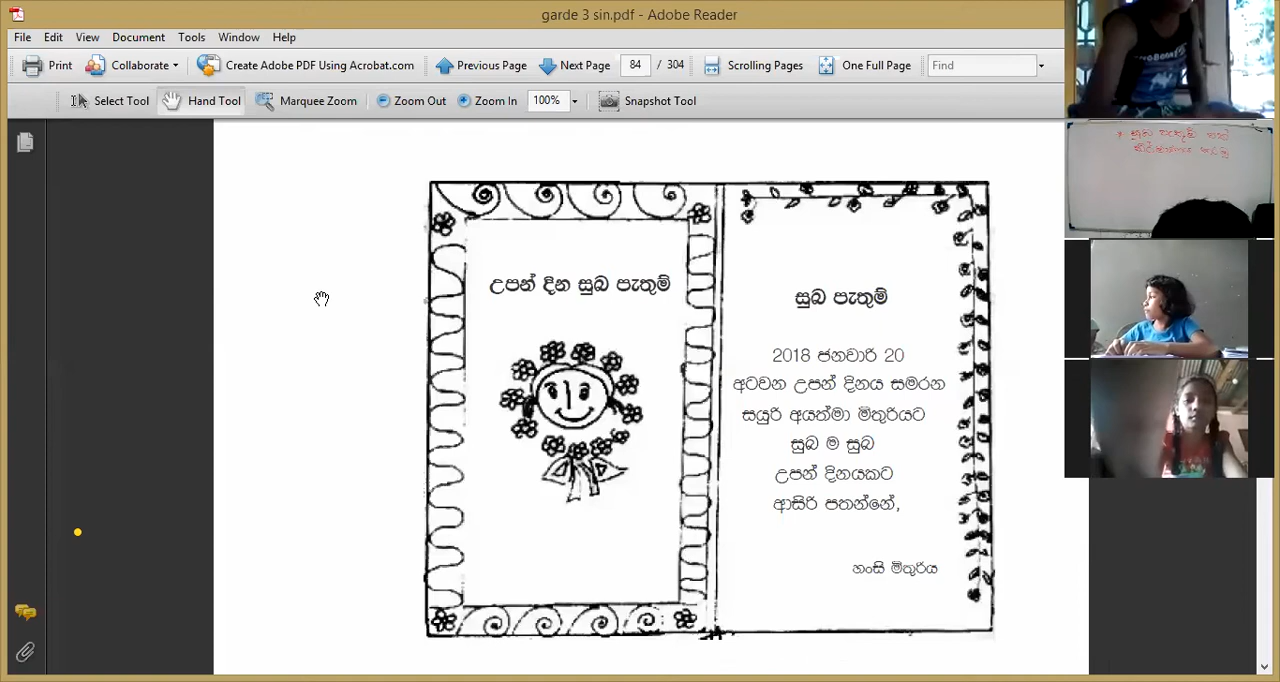 garde 3 sin.pdf - Adobe Reader
File Edit View Document Tools Window Help
Print Collaborate Create Adobe PDF Using Acrobat.com Previous Page Next Page 84 / 304 Scrolling Pages One Full Page Find
Select Tool Hand Tool Marquee Zoom Zoom Out Zoom In 100% Snapshot Tool
උපන් දින සුබ පැතුම්
සුබ පැතුම්
2018 ජනවාරි 20
අටවන උපන් දිනය සමරන
සයුරි අයත්මා මිතුරියට
සුබ ම සුබ
උපන් දිනයකට
ආසිරි පතන්නේ,
හංසි මිතුරිය
* සුබ පැතුම් පත්